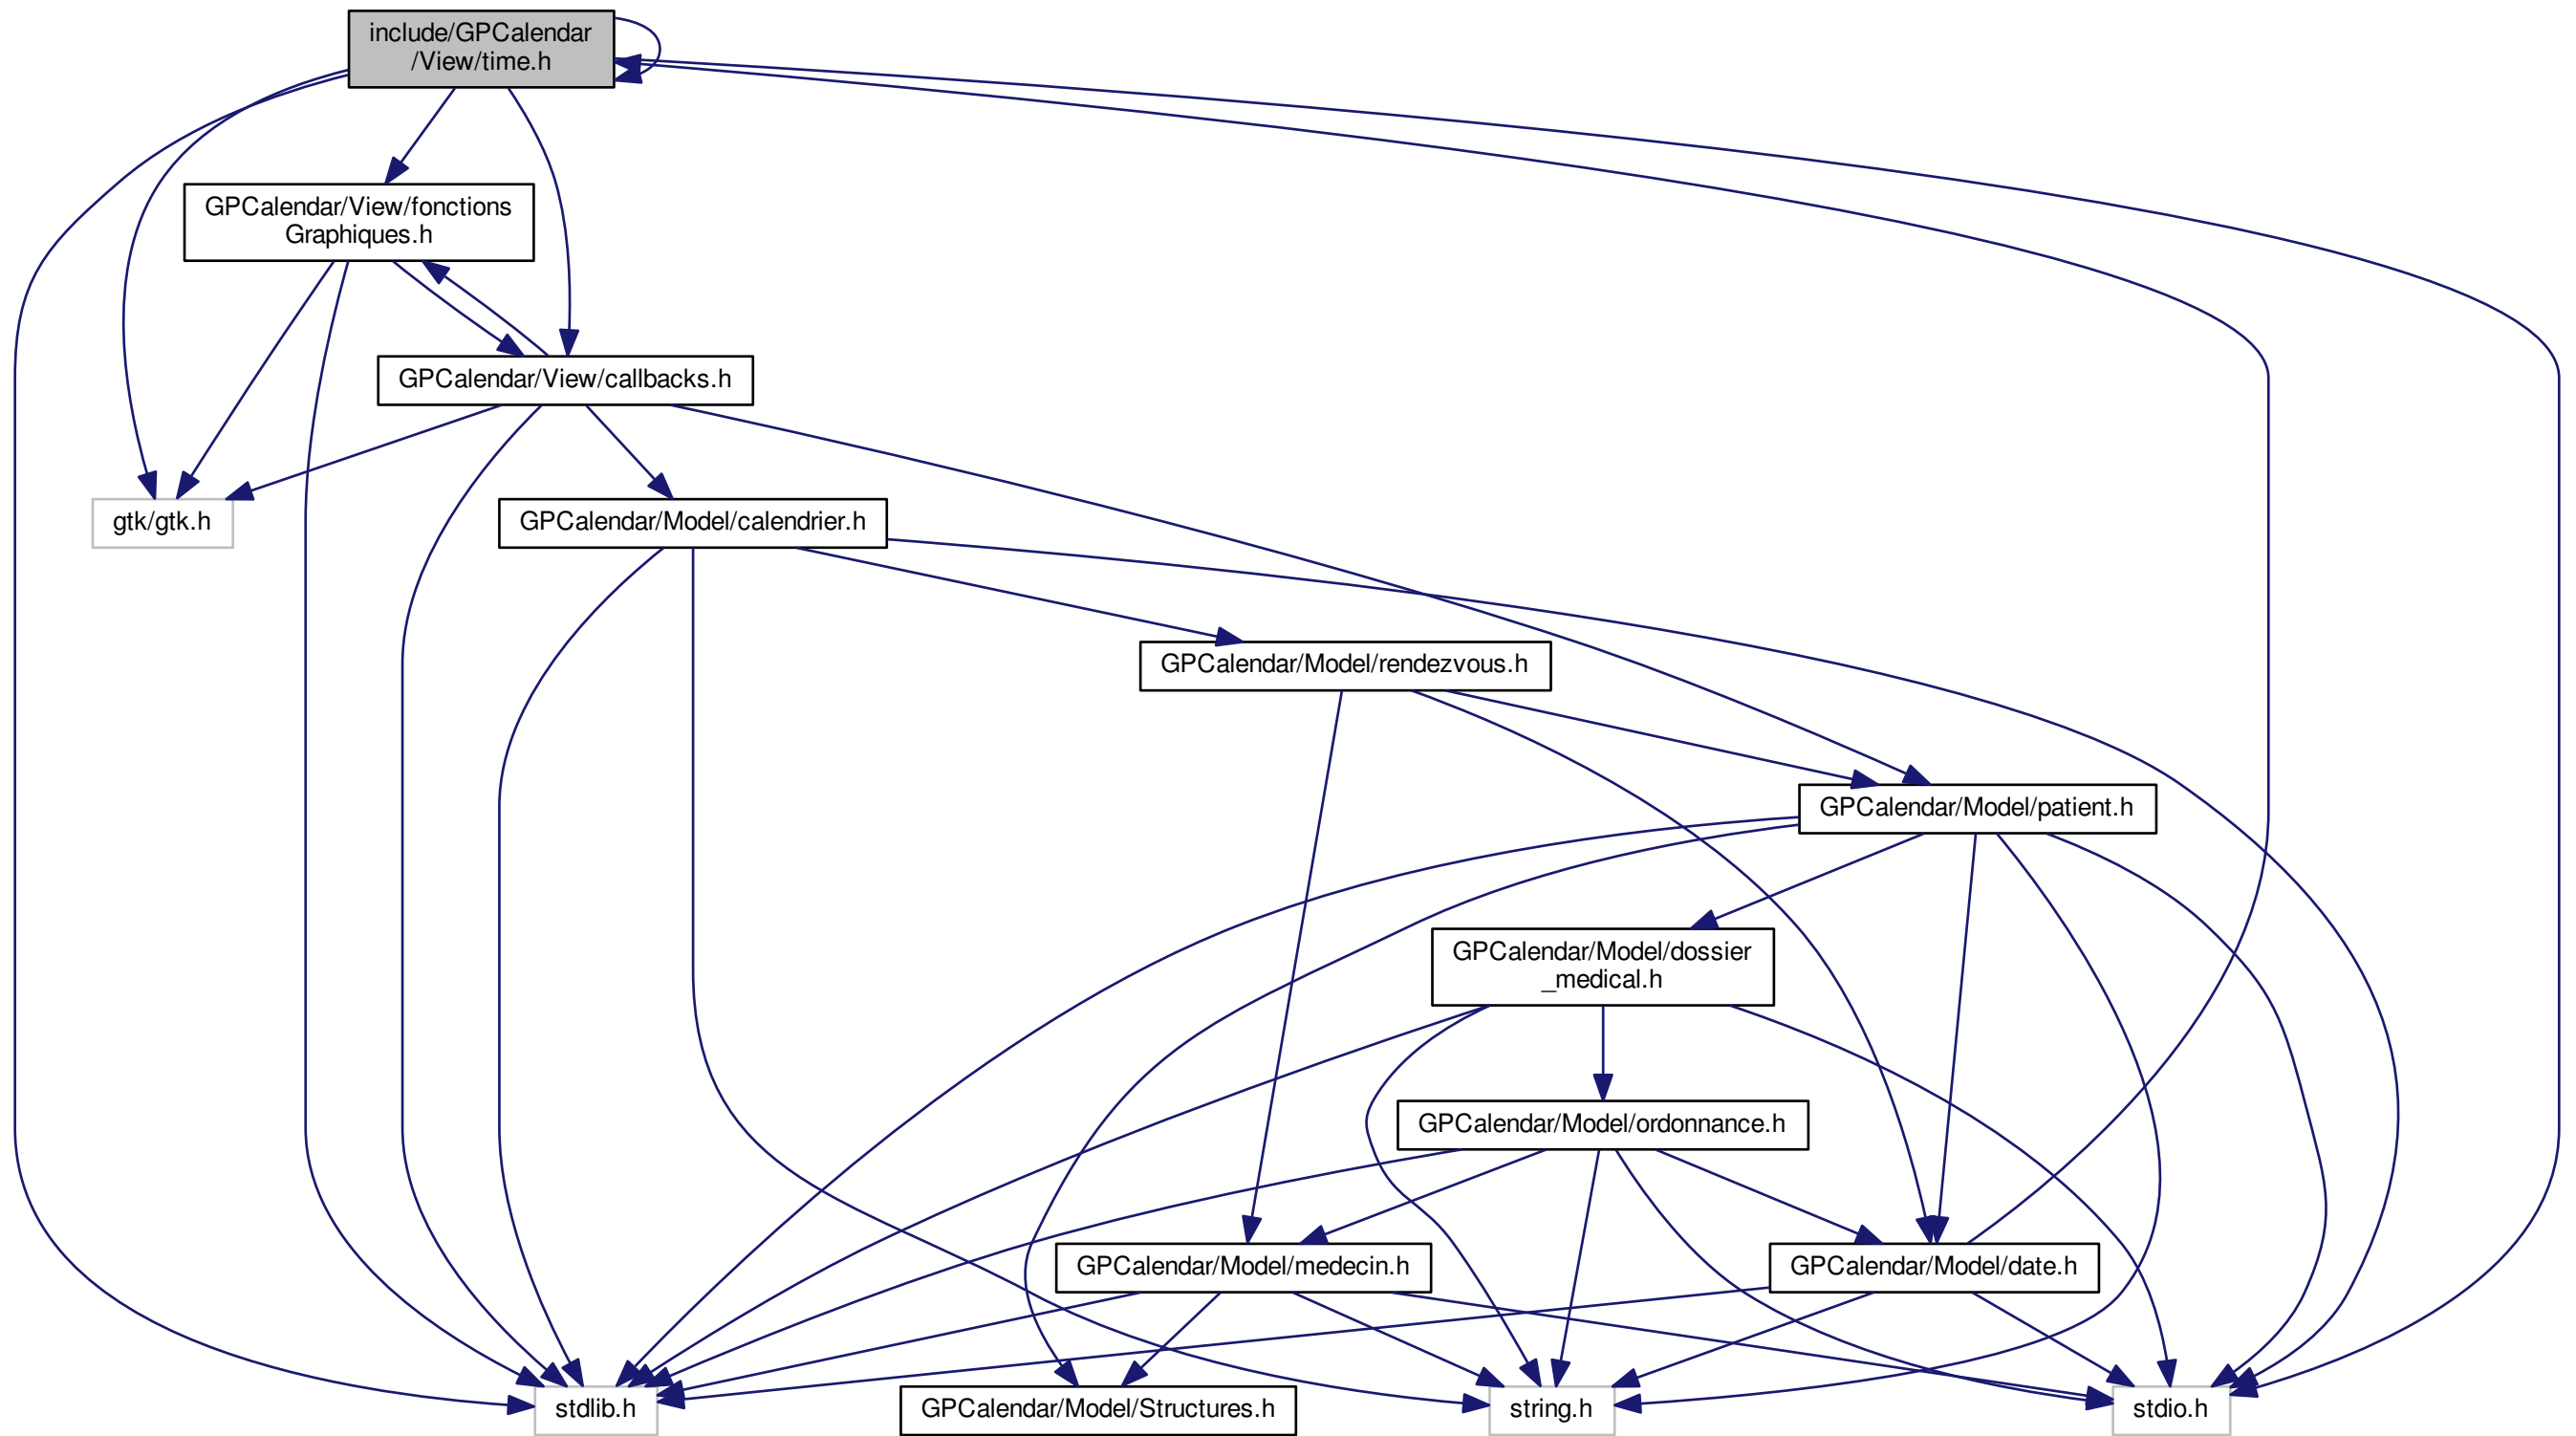 include/GPCalendar
/View/time.h
GPCalendar/View/fonctions
Graphiques.h
GPCalendar/View/callbacks.h
gtk/gtk.h
GPCalendar/Model/calendrier.h
GPCalendar/Model/rendezvous.h
GPCalendar/Model/patient.h
GPCalendar/Model/dossier
_medical.h
GPCalendar/Model/ordonnance.h
GPCalendar/Model/medecin.h
GPCalendar/Model/date.h
stdlib.h
GPCalendar/Model/Structures.h
string.h
stdio.h